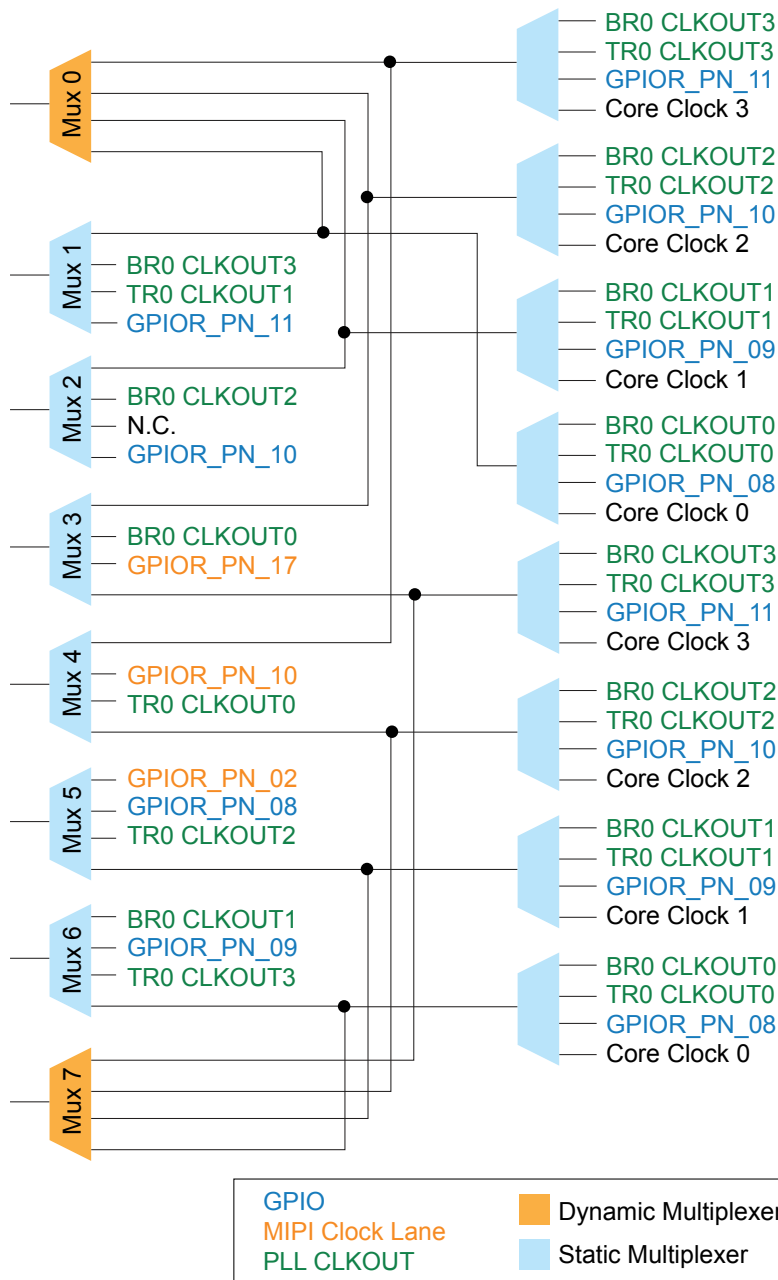 Mux 0
BR0 CLKOUT3
TR0 CLKOUT3
GPIOR_PN_11
Core Clock 3
BR0 CLKOUT2
TR0 CLKOUT2
GPIOR_PN_10
Core Clock 2
Mux 1
BR0 CLKOUT3
TR0 CLKOUT1
GPIOR_PN_11
BR0 CLKOUT1
TR0 CLKOUT1
GPIOR_PN_09
Core Clock 1
Mux 2
BR0 CLKOUT2
N.C.
GPIOR_PN_10
BR0 CLKOUT0
TR0 CLKOUT0
GPIOR_PN_08
Core Clock 0
Mux 3
BR0 CLKOUT0
GPIOR_PN_17
BR0 CLKOUT3
TR0 CLKOUT3
GPIOR_PN_11
Core Clock 3
Mux 4
GPIOR_PN_10
TR0 CLKOUT0
BR0 CLKOUT2
TR0 CLKOUT2
GPIOR_PN_10
Core Clock 2
Mux 5
GPIOR_PN_02
GPIOR_PN_08
TR0 CLKOUT2
BR0 CLKOUT1
TR0 CLKOUT1
GPIOR_PN_09
Core Clock 1
Mux 6
BR0 CLKOUT1
GPIOR_PN_09
TR0 CLKOUT3
BR0 CLKOUT0
TR0 CLKOUT0
GPIOR_PN_08
Core Clock 0
Mux 7
GPIO
MIPI Clock Lane
PLL CLKOUT
Dynamic Multiplexer
Static Multiplexer